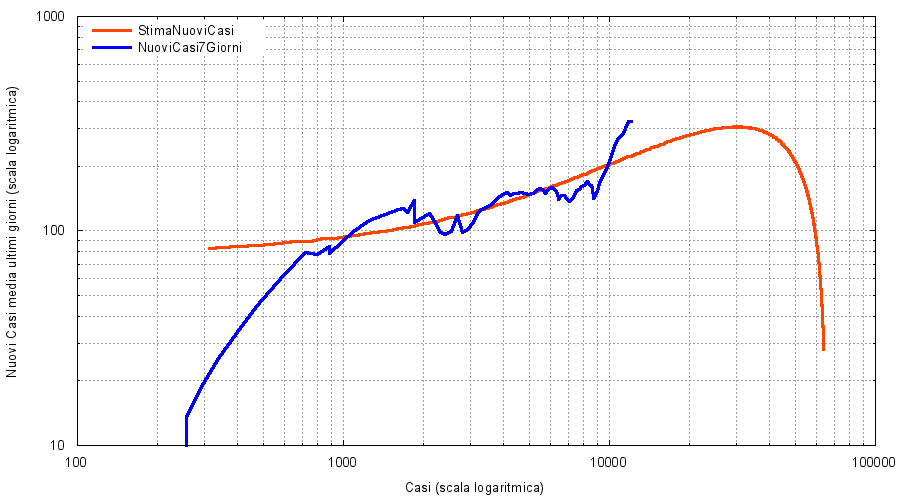 1000
StimaNuoviCasi
NuoviCasi7Giorni
Nuovi Casi media ultimi giorni (scala logaritmica)
100
10
100
1000
10000
100000
Casi (scala logaritmica)